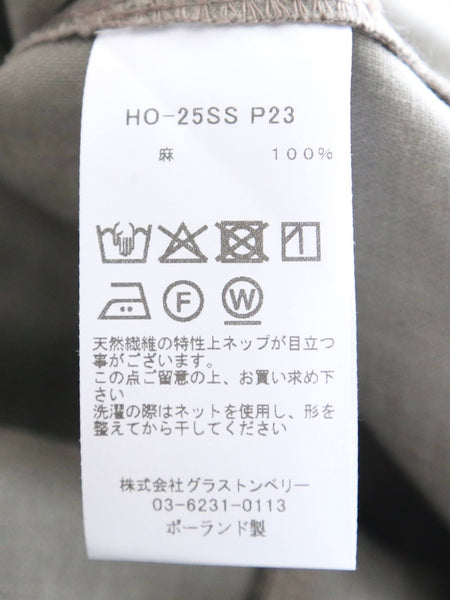 HO-25SS P23
麻 100%
F W
天然繊維の特性上ネップが目立つ
事がございます。
この点ご留意の上、お買い求め下
さい
洗濯の際はネットを使用し、形を
整えてから干してください
株式会社グラストンベリー
03-6231-0113
ポーランド製